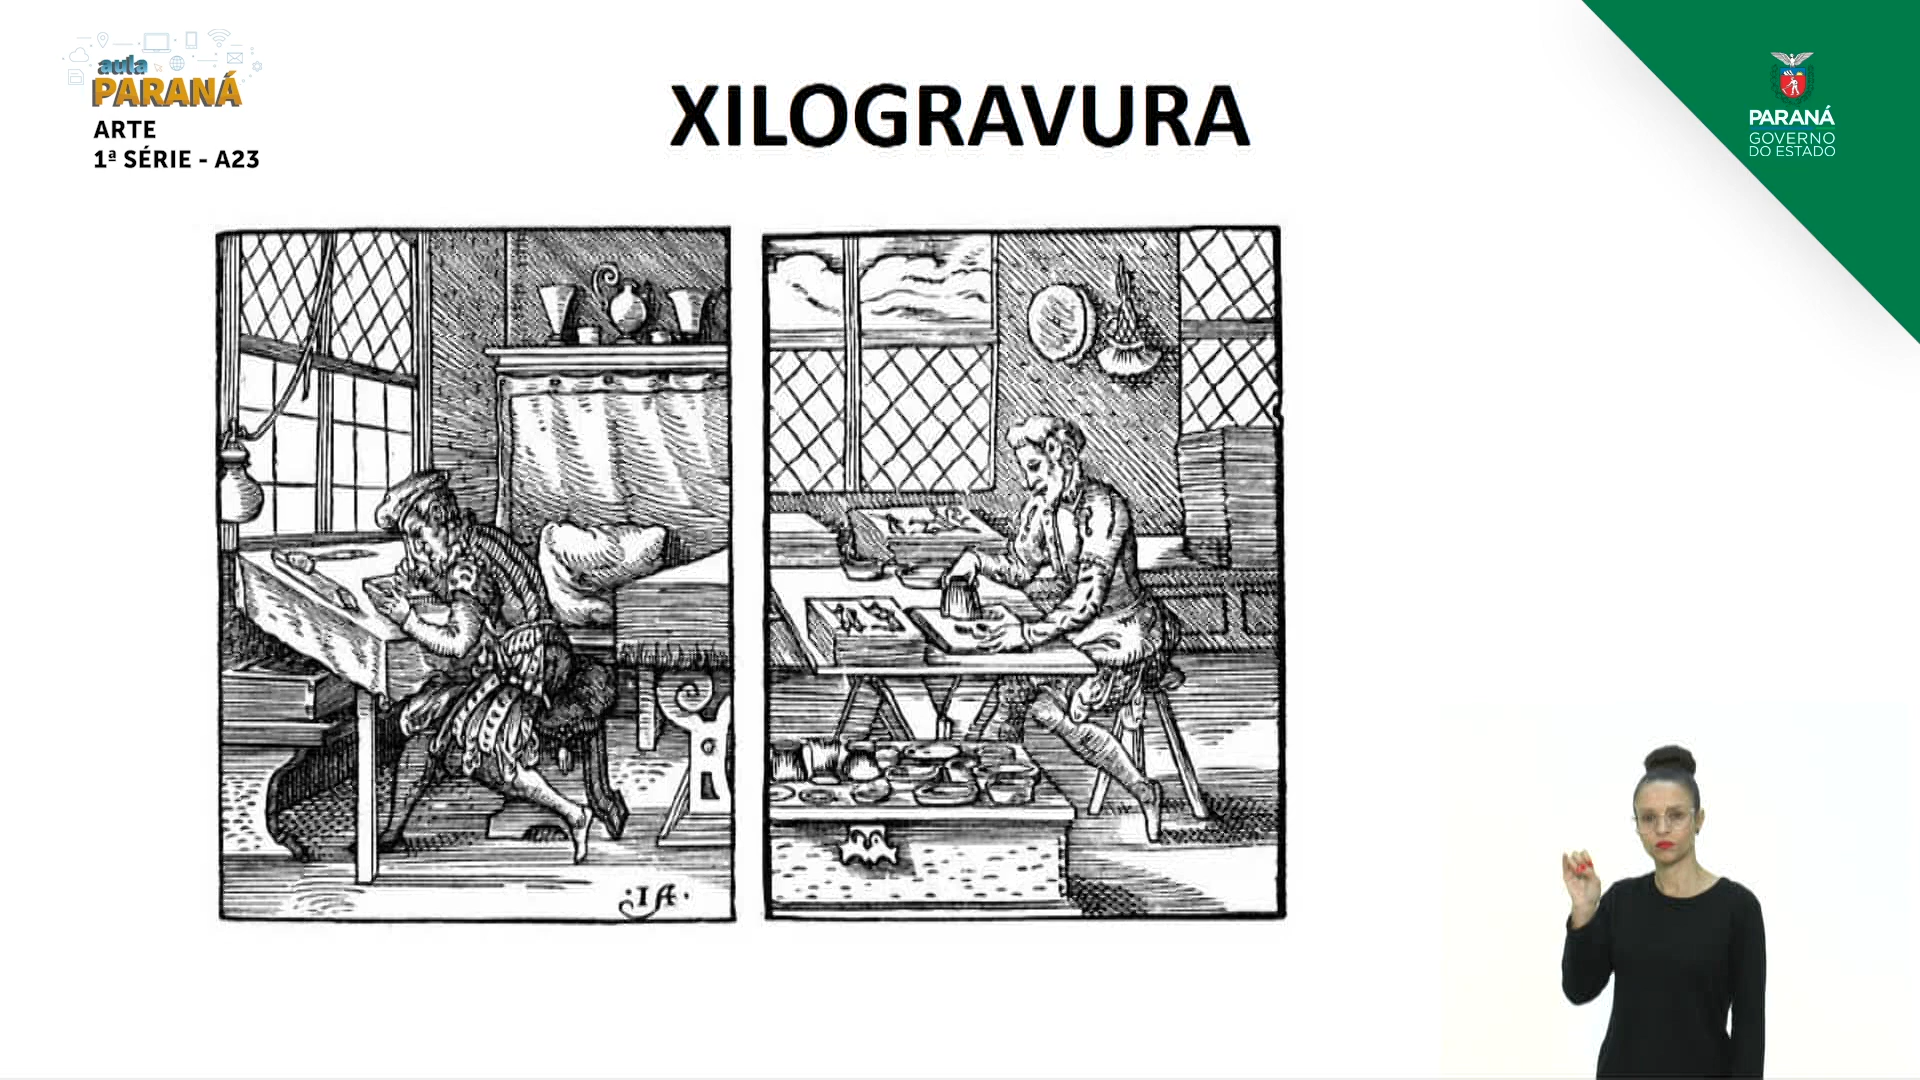 aula
PARANÁ
ARTE
1ª SÉRIE - A23
XILOGRAVURA
PARANÁ
GOVERNO
DO ESTADO
IA